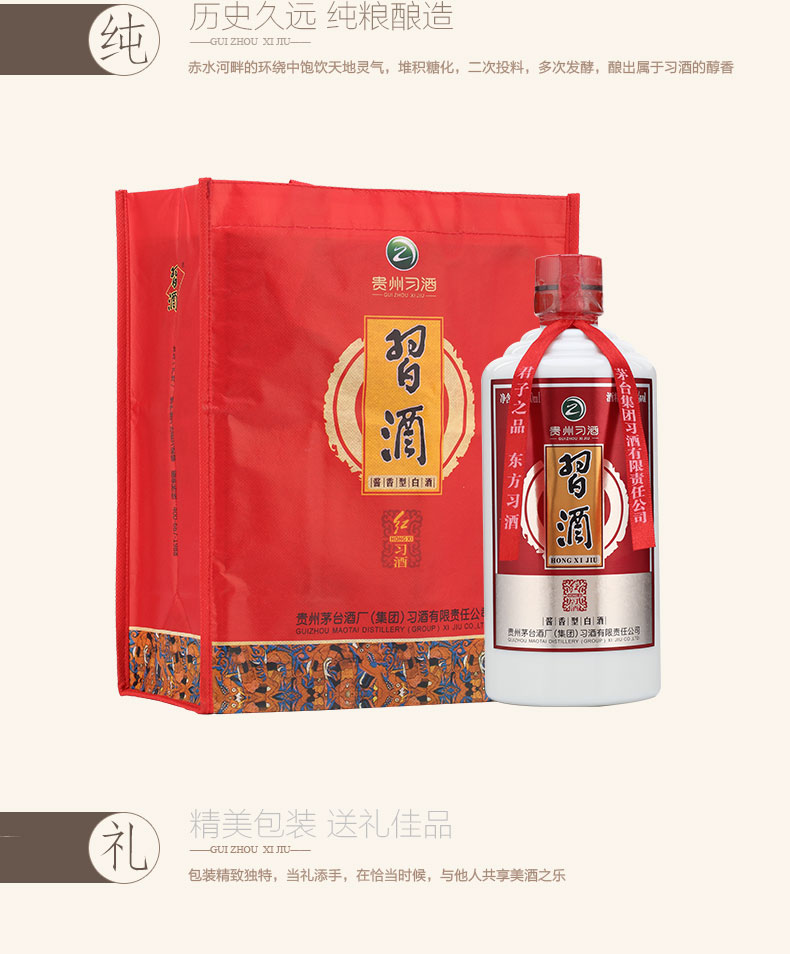 纯
历史久远 纯粮酿造
GUI ZHOU XI JIU
赤水河畔的环绕中饱饮天地灵气，堆积糖化，二次投料，多次发酵，酿出属于习酒的醇香
贵州习酒
GUI ZHOU XI JIU
習酒
酱香型白酒
红
HONG XI
习酒
贵州茅台酒厂（集团）习酒有限责任公司
GUIZHOU MAOTAI DISTILLERY (GROUP) XI JIU CO.,LT
習酒
君子之品 东方习酒
茅台集团习酒有限责任公司
贵州习酒
GUIZHOU XI JIU
習酒
HONG XI JIU
酱香型白酒
贵州茅台酒厂（集团）习酒有限责任公司
GUIZHOU MAOTAI DISTILLERY (GROUP) XI JIU CO.,LTD
礼
精美包装 送礼佳品
GUI ZHOU XI JIU
包装精致独特，当礼添手，在恰当时候，与他人共享美酒之乐